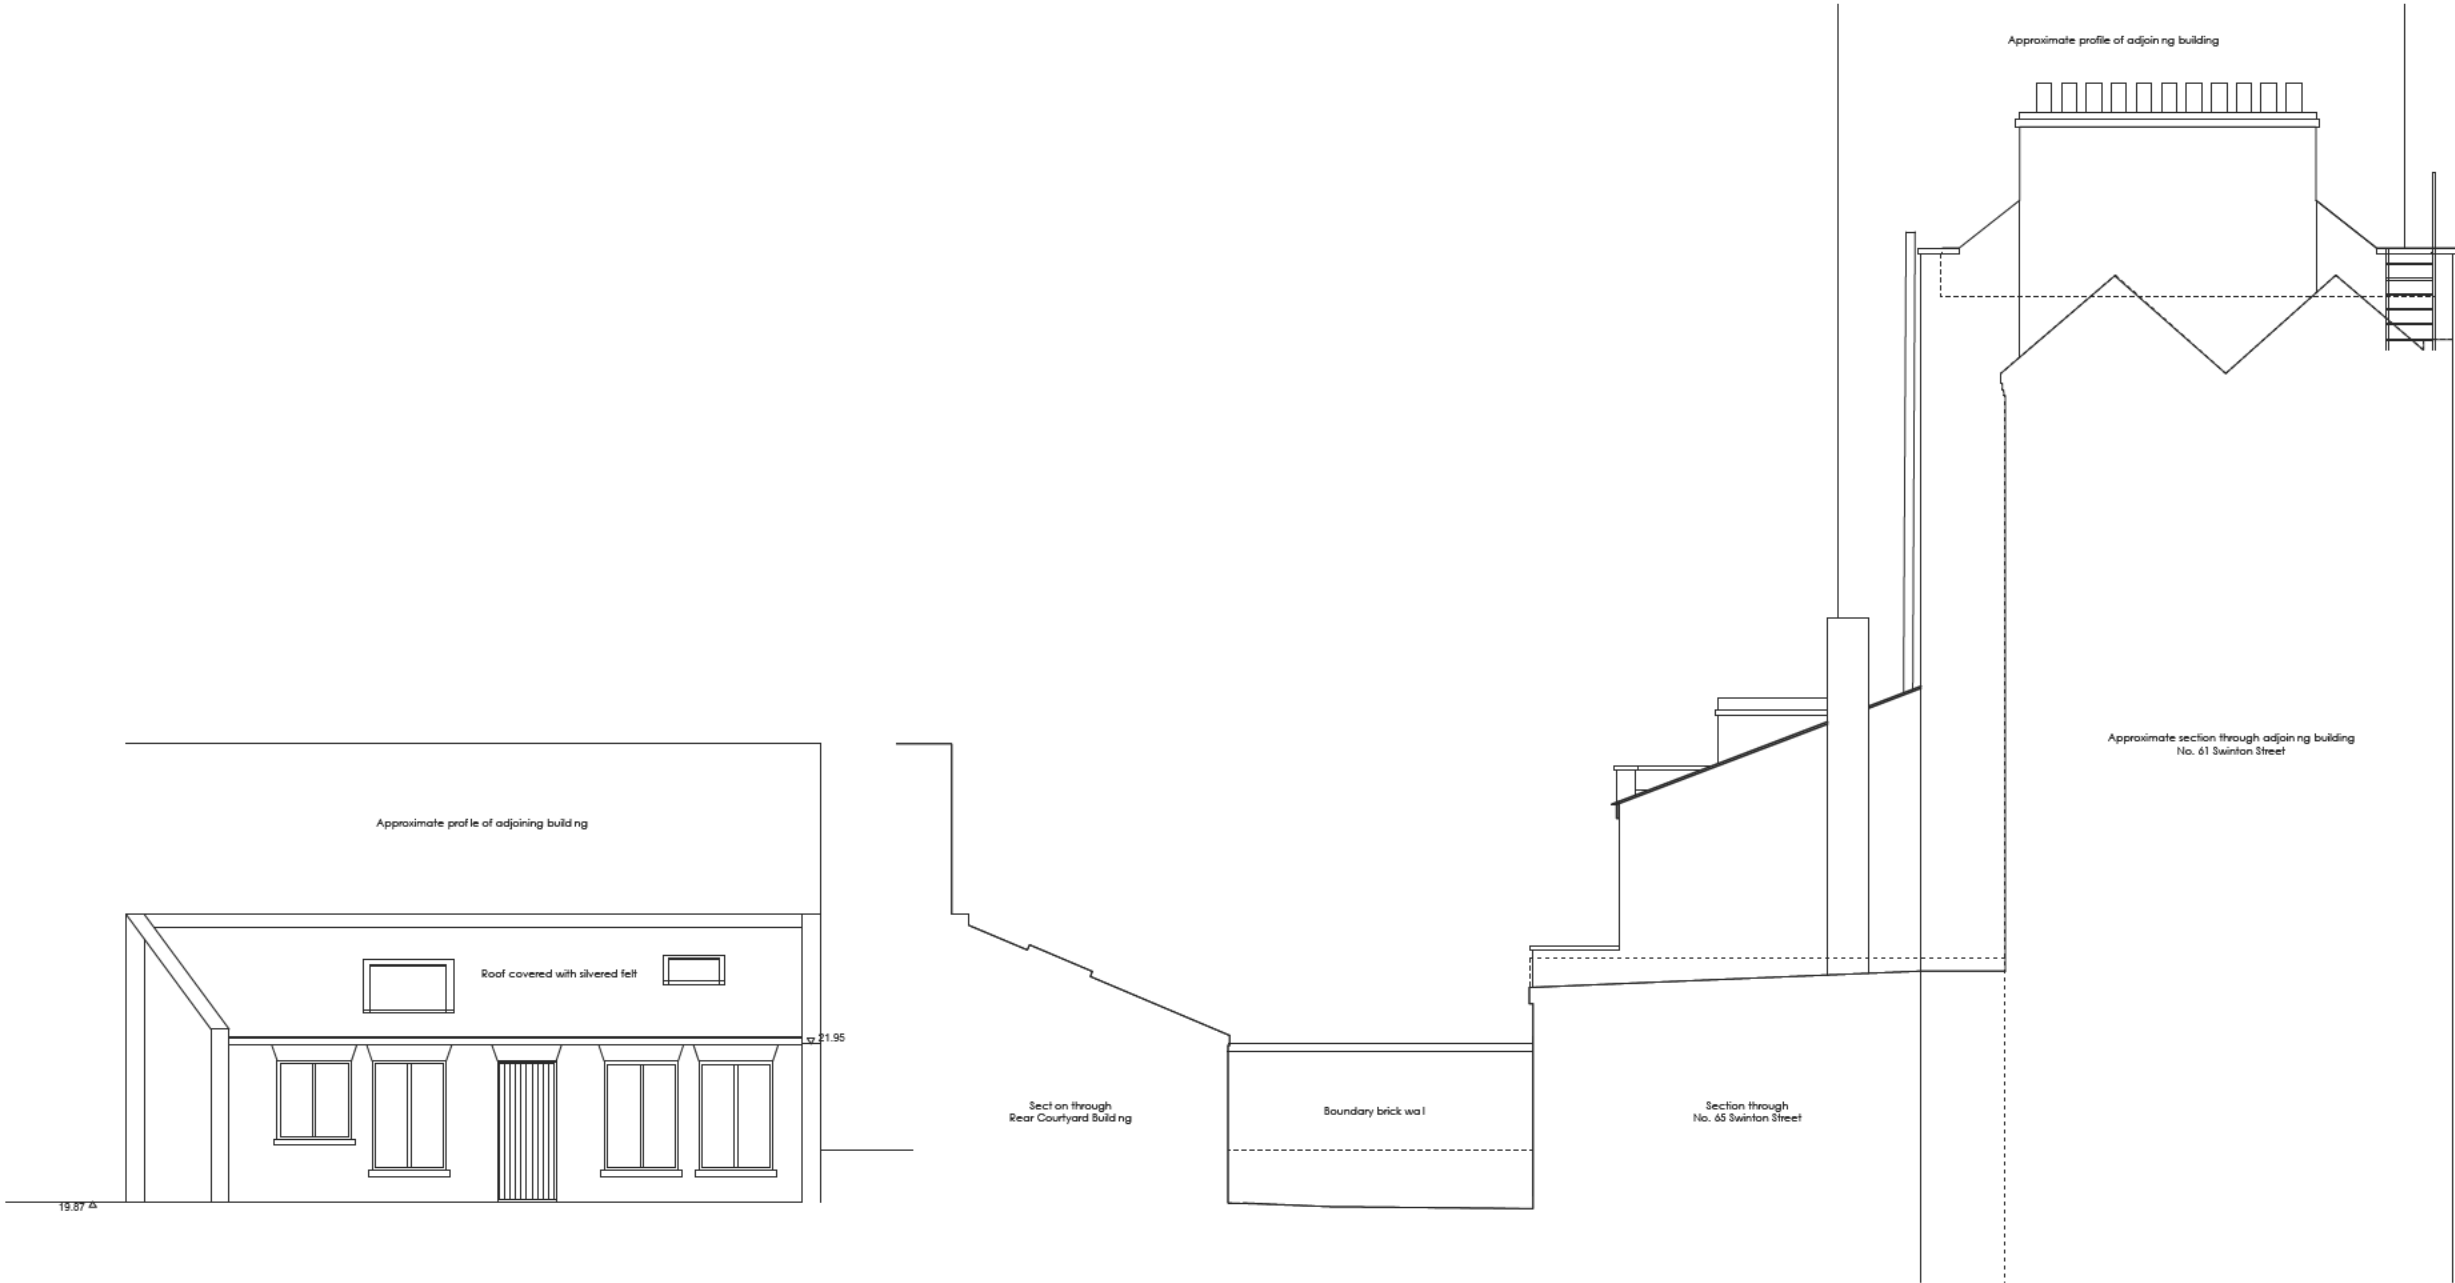 Approximate profile of adjoin ng building
Approximate section through adjoin ng building
No. 61 Swinton Street
Approximate prof le of adjoining build ng
Roof covered with silvered felt
21.95
Sect on through
Rear Courtyard Build ng
Boundary brick wa l
Section through
No. 65 Swinton Street
19.87